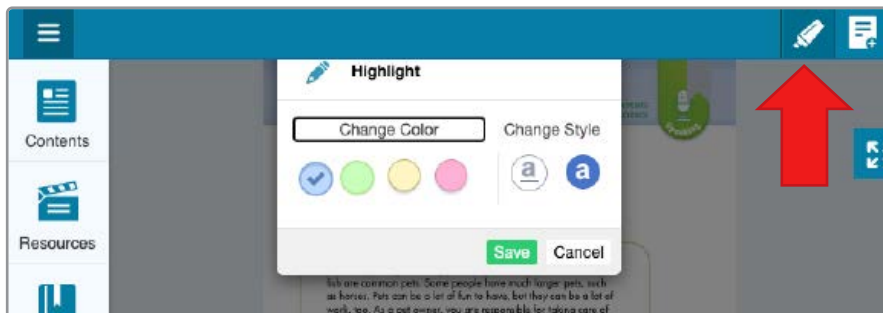 Highlight
Change Color Change Style
a a
Contents
Resources
Save Cancel
fish are common pets. Some people have much larger pets, such
as horses. Pets can be a lot of fun to have, but they can be a lot of
work, too. As a pet owner, you are responsible for taking care of